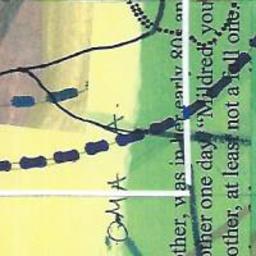 other, was in her early 80s an
other one day, "Mildred, you
other, at least not a full one.